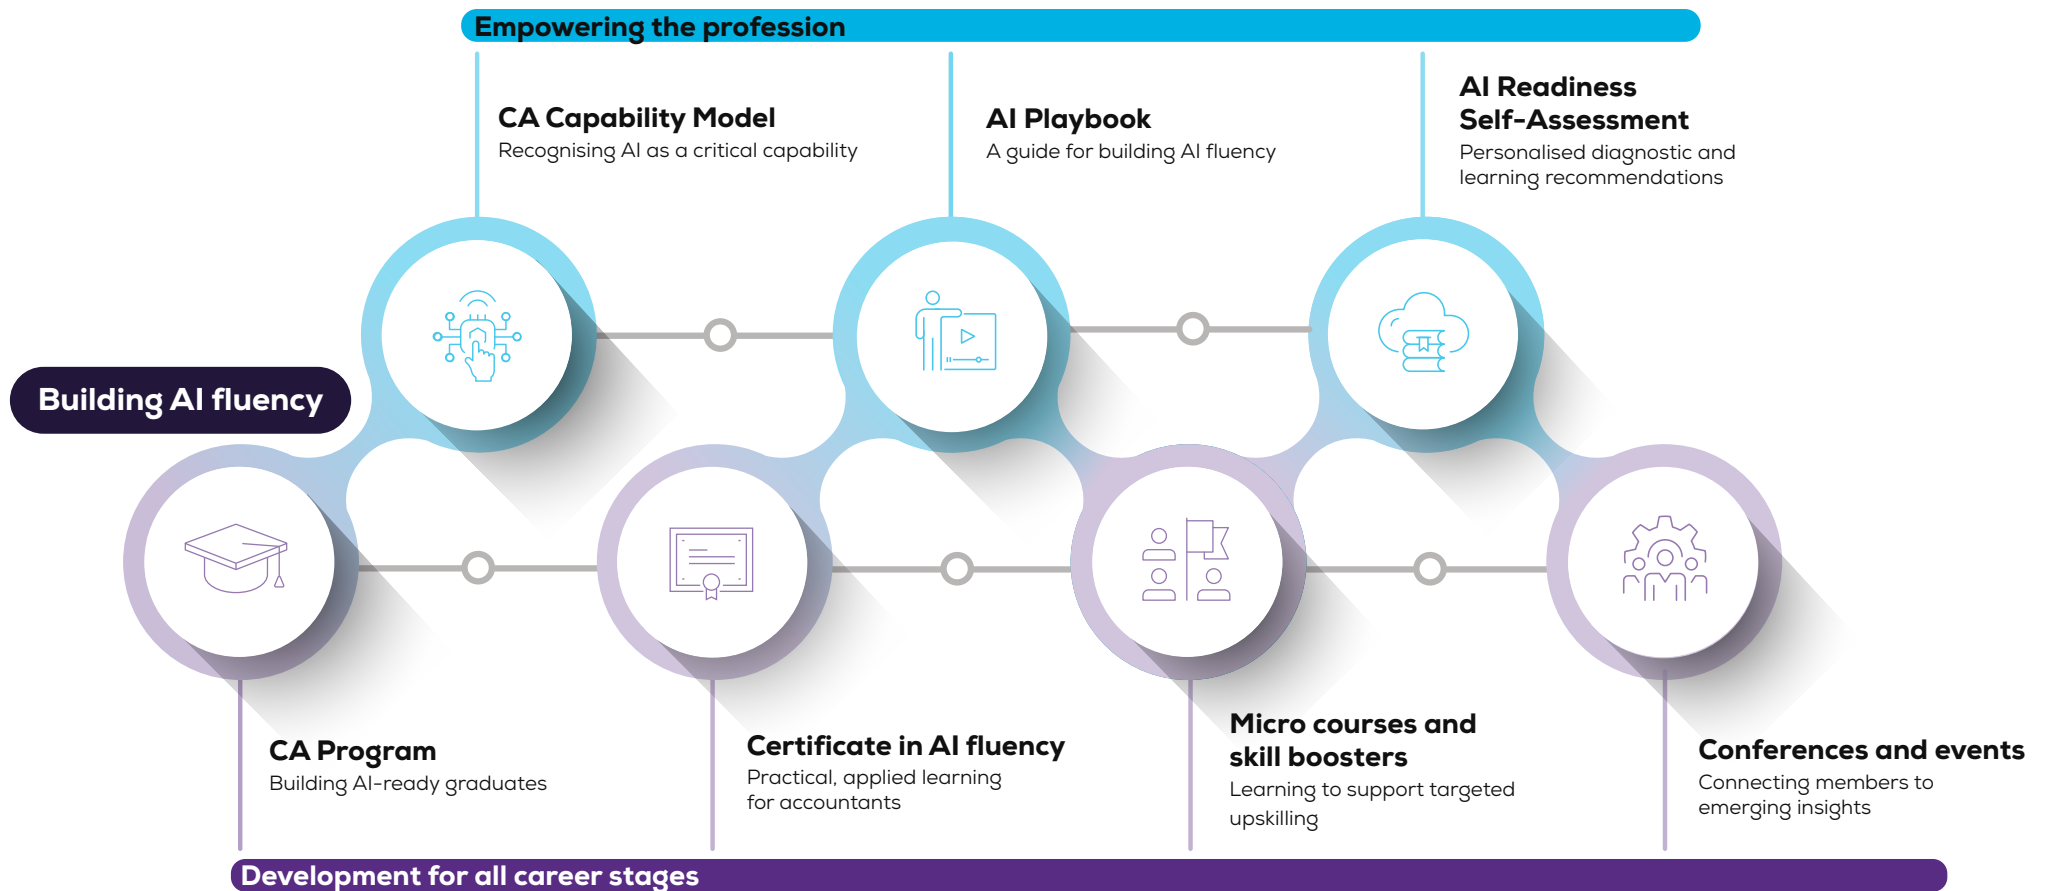 Empowering the profession
CA Capability Model
Recognising AI as a critical capability
AI Playbook
A guide for building AI fluency
AI Readiness
Self-Assessment
Personalised diagnostic and
learning recommendations
Building AI fluency
CA Program
Building AI-ready graduates
Certificate in AI fluency
Practical, applied learning
for accountants
Micro courses and
skill boosters
Learning to support targeted
upskilling
Conferences and events
Connecting members to
emerging insights
Development for all career stages